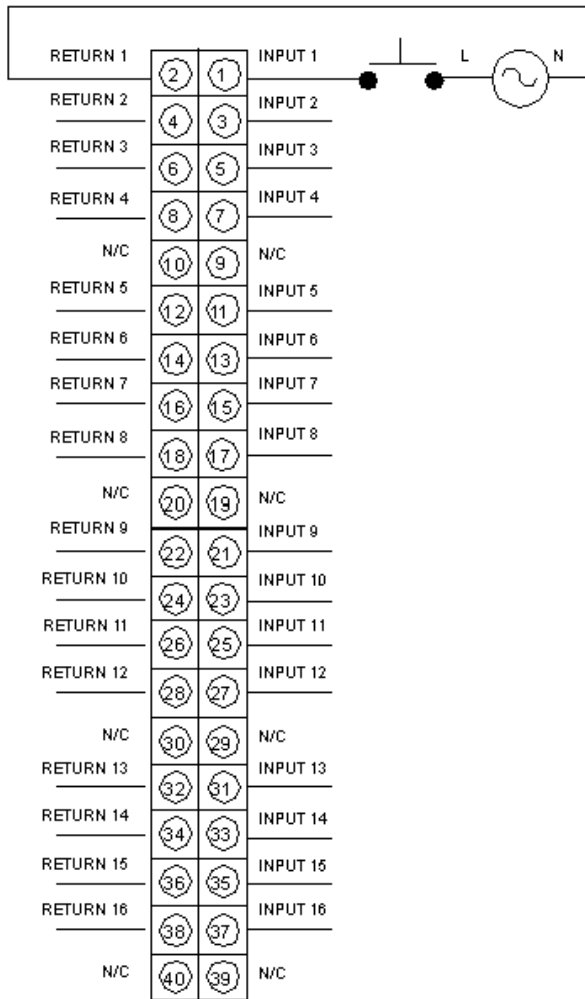 RETURN 1 2 1 INPUT 1 L N
RETURN 2 4 3 INPUT 2
RETURN 3 6 5 INPUT 3
RETURN 4 8 7 INPUT 4
N/C 10 9 N/C
RETURN 5 12 11 INPUT 5
RETURN 6 14 13 INPUT 6
RETURN 7 16 15 INPUT 7
RETURN 8 18 17 INPUT 8
N/C 20 19 N/C
RETURN 9 22 21 INPUT 9
RETURN 10 24 23 INPUT 10
RETURN 11 26 25 INPUT 11
RETURN 12 28 27 INPUT 12
N/C 30 29 N/C
RETURN 13 32 31 INPUT 13
RETURN 14 34 33 INPUT 14
RETURN 15 36 35 INPUT 15
RETURN 16 38 37 INPUT 16
N/C 40 39 N/C